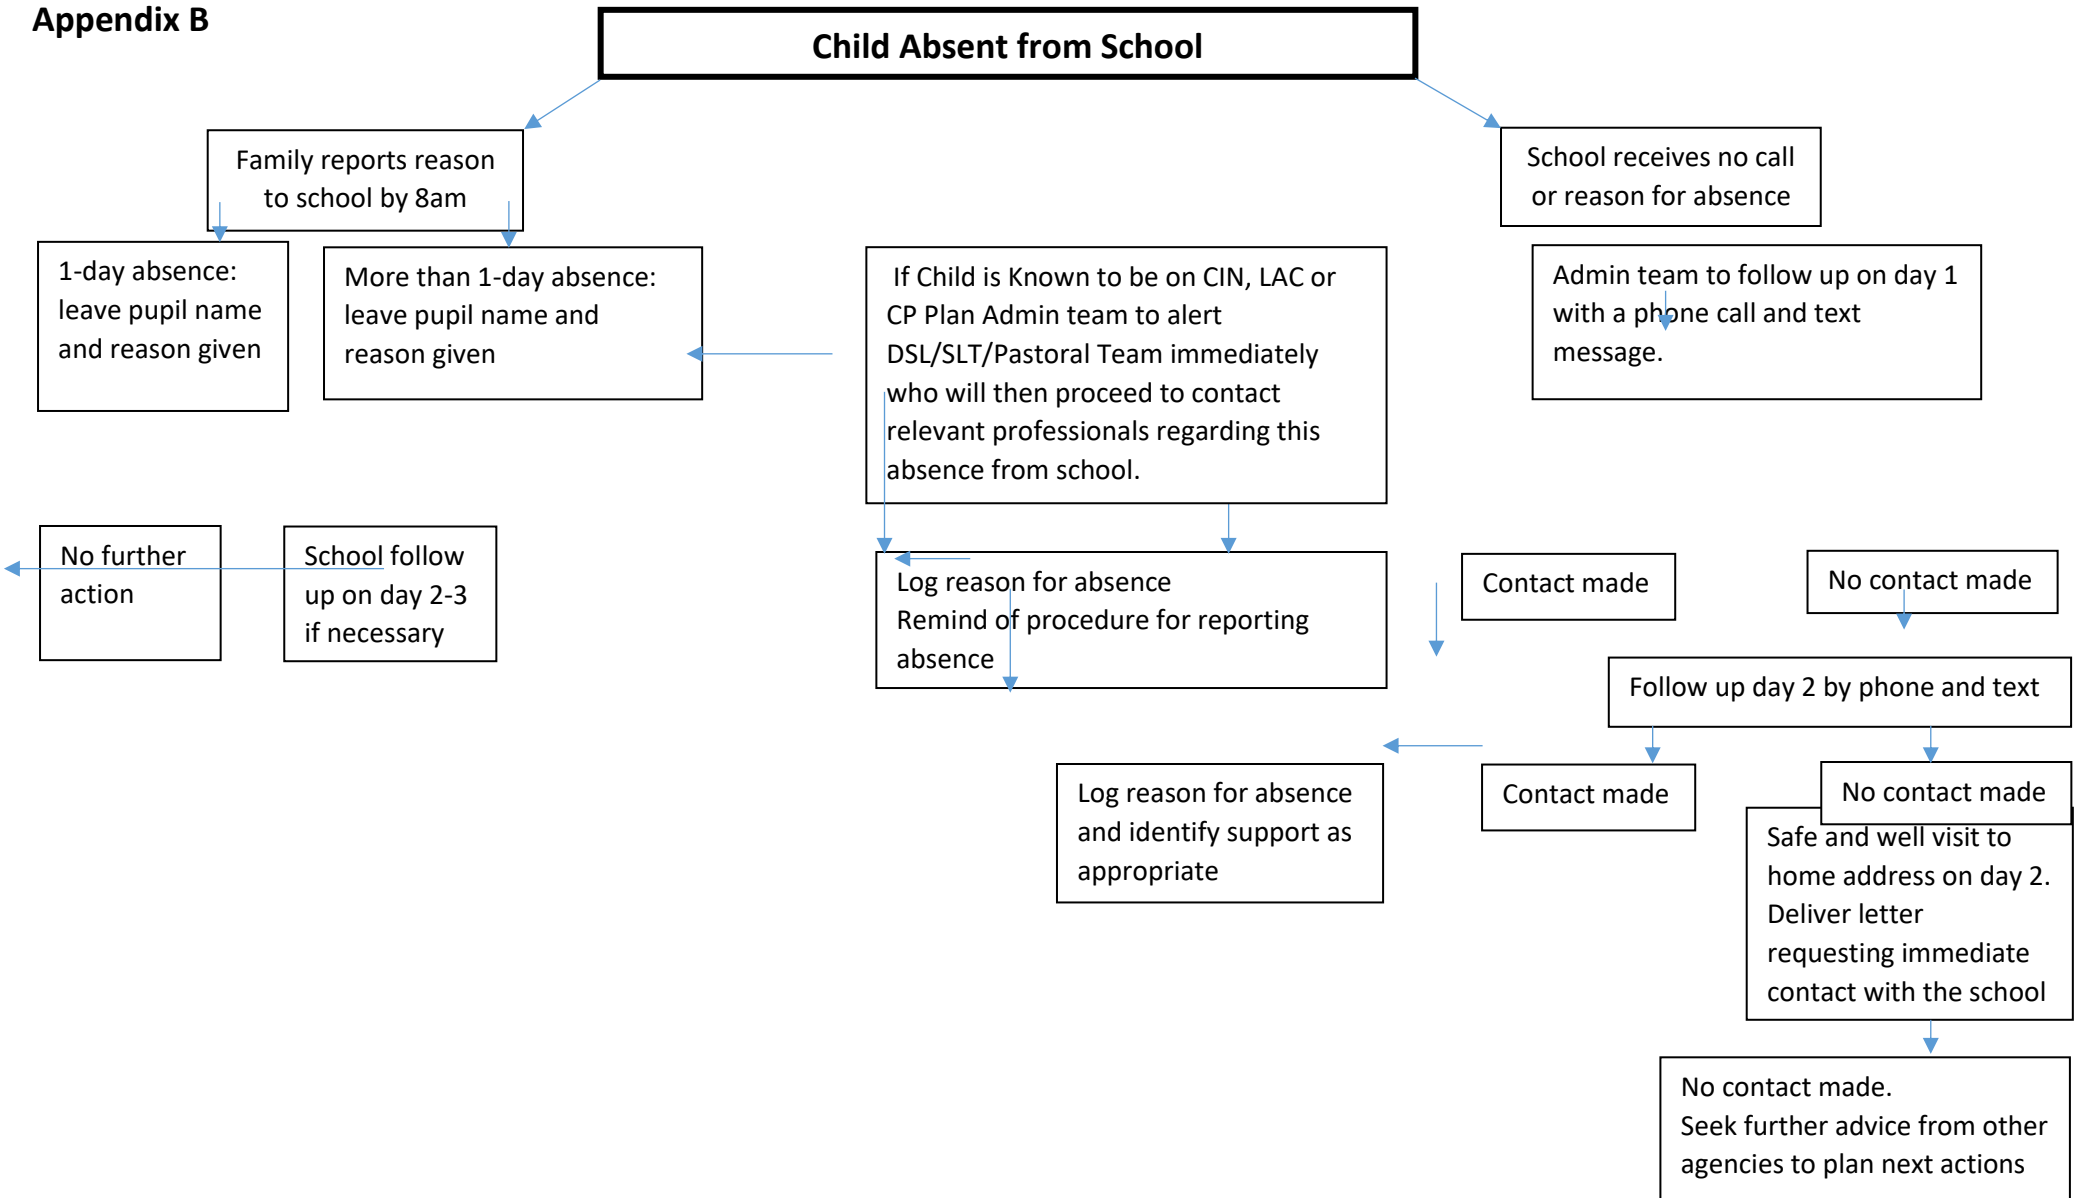 Appendix B
Child Absent from School
Family reports reason
to school by 8am
School receives no call
or reason for absence
1-day absence:
leave pupil name
and reason given
More than 1-day absence:
leave pupil name and
reason given
If Child is Known to be on CIN, LAC or
CP Plan Admin team to alert
DSL/SLT/Pastoral Team immediately
who will then proceed to contact
relevant professionals regarding this
absence from school.
Admin team to follow up on day 1
with a phone call and text
message.
No further
action
School follow
up on day 2-3
if necessary
Log reason for absence
Remind of procedure for reporting
absence
Contact made
No contact made
Follow up day 2 by phone and text
Log reason for absence
and identify support as
appropriate
Contact made
No contact made
Safe and well visit to
home address on day 2.
Deliver letter
requesting immediate
contact with the school
No contact made.
Seek further advice from other
agencies to plan next actions